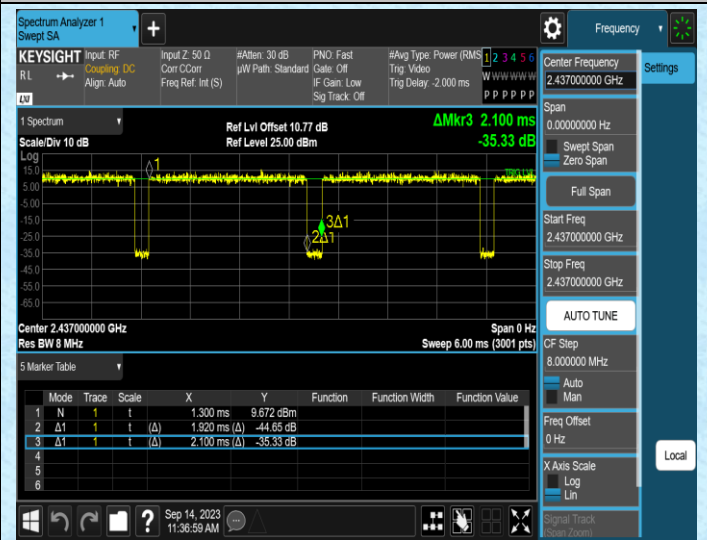 Spectrum Analyzer 1
Swept SA
Frequency
KEYSIGHT
RL
LXI
Input: RF
Coupling: DC
Align: Auto
Input Z: 50 Ω
Corr CCorr
Freq Ref: Int (S)
#Atten: 30 dB
µW Path: Standard
PNO: Fast
Gate: Off
IF Gain: Low
Sig Track: Off
#Avg Type: Power (RMS
Trig: Video
Trig Delay: -2.000 ms
1 2 3 4 5 6
W W W W W W
P P P P P P
Center Frequency
2.437000000 GHz
Settings
Span
0.00000000 Hz
Swept Span
Zero Span
Full Span
Start Freq
2.437000000 GHz
Stop Freq
2.437000000 GHz
AUTO TUNE
CF Step
8.000000 MHz
Auto
Man
Freq Offset
0 Hz
X Axis Scale
Log
Lin
Signal Track
(Span Zoom)
Local
1 Spectrum
Scale/Div 10 dB
Ref Lvl Offset 10.77 dB
Ref Level 25.00 dBm
ΔMkr3 2.100 ms
-35.33 dB
Log
15.0
5.00
-5.00
-15.0
-25.0
-35.0
-45.0
-55.0
-65.0
1
TRIG LVL
3Δ1
2Δ1
Center 2.437000000 GHz
Span 0 Hz
Res BW 8 MHz
Sweep 6.00 ms (3001 pts)
5 Marker Table
Mode Trace Scale X Y Function Function Width Function Value
1 N 1 t 1.300 ms 9.672 dBm
2 Δ1 1 t (Δ) 1.920 ms (Δ) -44.65 dB
3 Δ1 1 t (Δ) 2.100 ms (Δ) -35.33 dB
4
5
6
?
Sep 14, 2023
11:36:59 AM